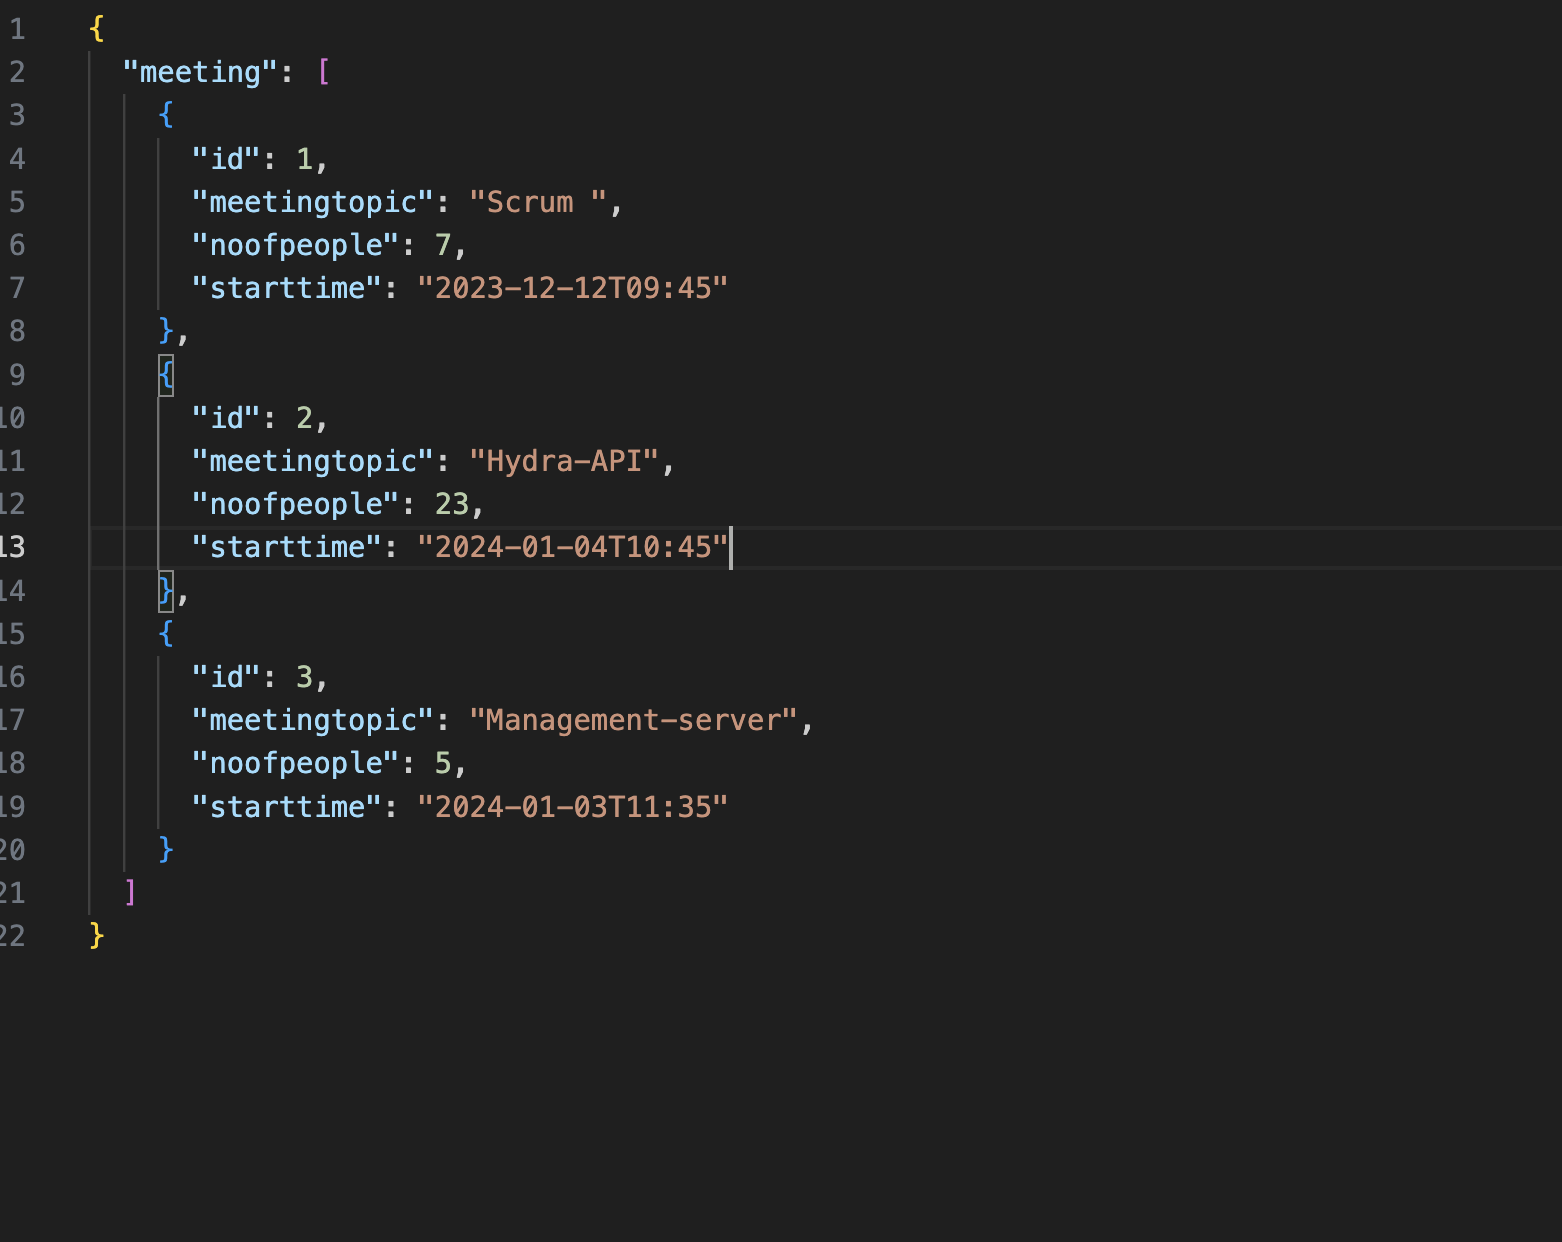 1 {
2 "meeting": [
3 {
4 "id": 1,
5 "meetingtopic": "Scrum ",
6 "noofpeople": 7,
7 "starttime": "2023-12-12T09:45"
8 },
9 {
10 "id": 2,
11 "meetingtopic": "Hydra-API",
12 "noofpeople": 23,
13 "starttime": "2024-01-04T10:45"
14 },
15 {
16 "id": 3,
17 "meetingtopic": "Management-server",
18 "noofpeople": 5,
19 "starttime": "2024-01-03T11:35"
20 }
21 ]
22 }